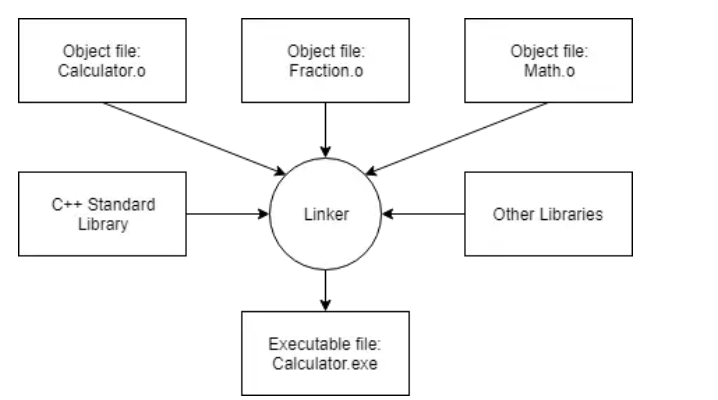 Object file:
Calculator.o
Object file:
Fraction.o
Object file:
Math.o
C++ Standard
Library
Linker
Other Libraries
Executable file:
Calculator.exe